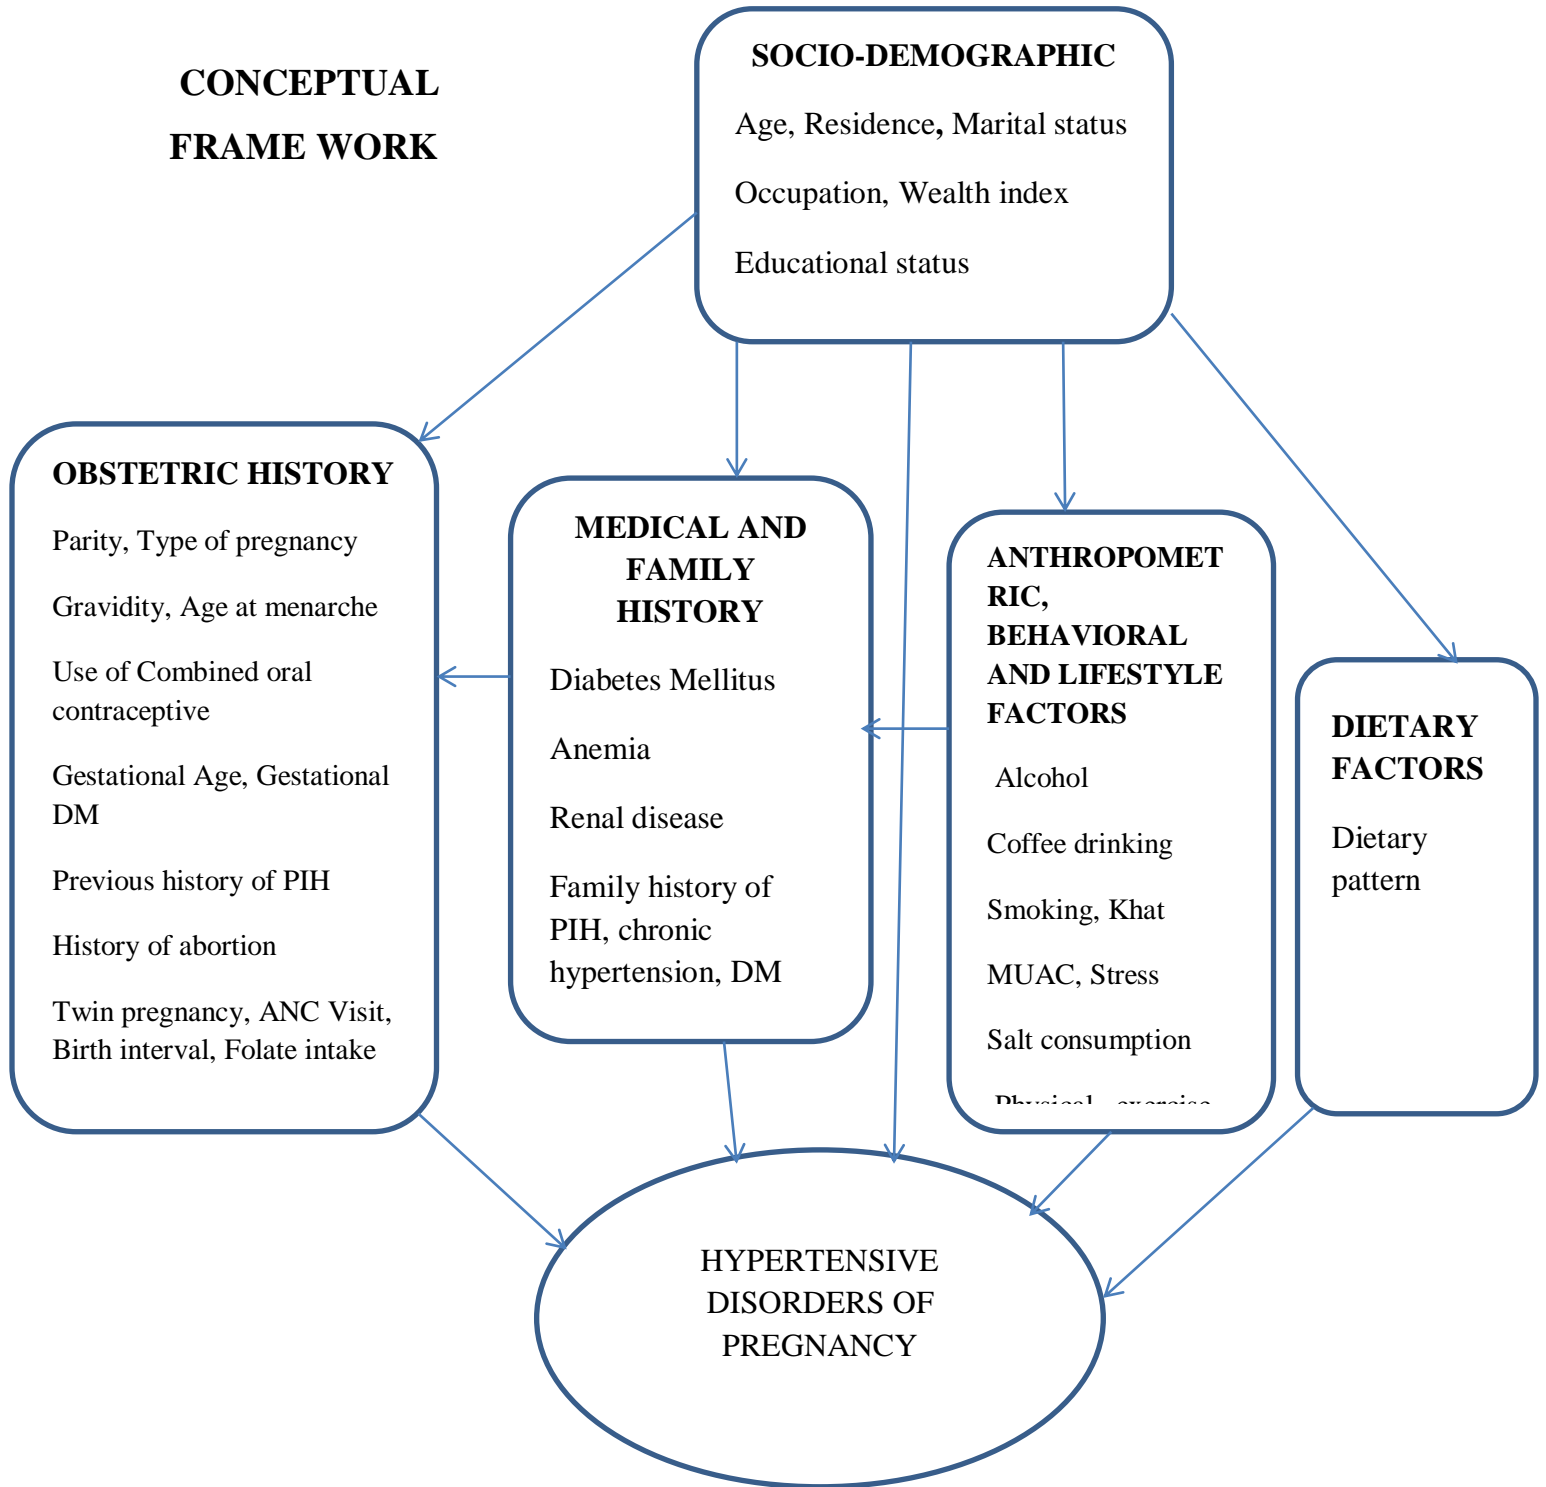 CONCEPTUAL
FRAME WORK
SOCIO-DEMOGRAPHIC
Age, Residence, Marital status
Occupation, Wealth index
Educational status
OBSTETRIC HISTORY
Parity, Type of pregnancy
Gravidity, Age at menarche
Use of Combined oral
contraceptive
Gestational Age, Gestational
DM
Previous history of PIH
History of abortion
Twin pregnancy, ANC Visit,
Birth interval, Folate intake
MEDICAL AND
FAMILY
HISTORY
Diabetes Mellitus
Anemia
Renal disease
Family history of
PIH, chronic
hypertension, DM
ANTHROPOMET
RIC,
BEHAVIORAL
AND LIFESTYLE
FACTORS
Alcohol
Coffee drinking
Smoking, Khat
MUAC, Stress
Salt consumption
Physical exercise
DIETARY
FACTORS
Dietary
pattern
HYPERTENSIVE
DISORDERS OF
PREGNANCY